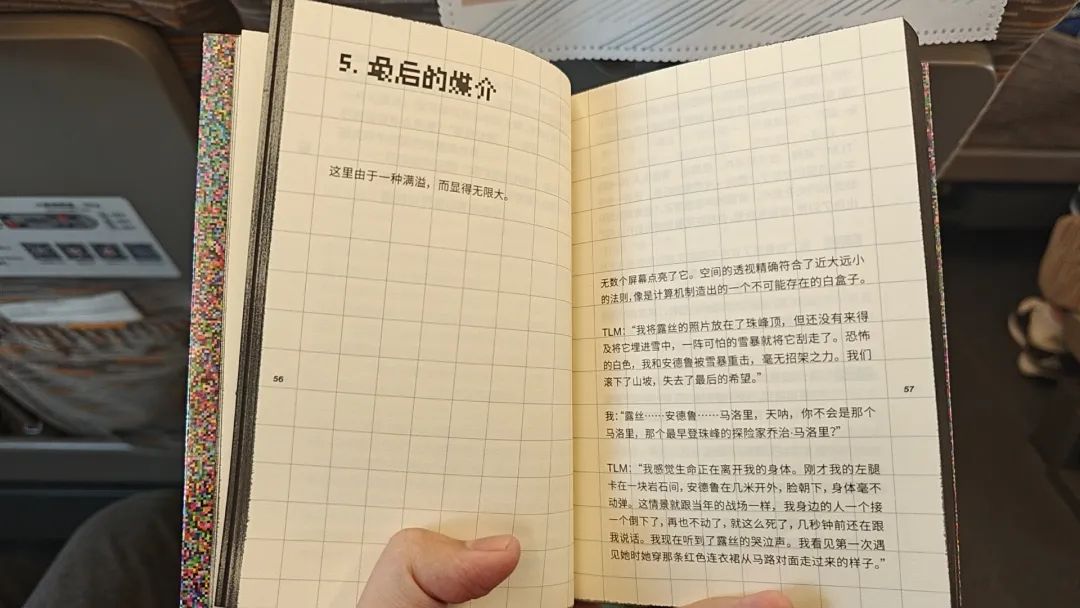 5. 最后的媒介
这里由于一种满溢，而显得无限大。
56
无数个屏幕点亮了它。空间的透视精确符合了近大远小
的法则，像是计算机制造出的一个不可能存在的白盒子。
TLM：“我将露丝的照片放在了珠峰顶，但还没有来得
及将它埋进雪中，一阵可怕的雪暴就将它刮走了。恐怖
的白色，我和安德鲁被雪暴重击，毫无招架之力。我们
滚下了山坡，失去了最后的希望。”
我：“露丝……安德鲁……马洛里，天呐，你不会是那个
马洛里，那个最早登珠峰的探险家乔治·马洛里？”
TLM：“我感觉生命正在离开我的身体。刚才我的左腿
卡在一块岩石间，安德鲁在几米开外，脸朝下，身体毫不
动弹。这情景就跟当年的战场一样，我身边的人一个接
一个倒下了，再也不动了，就这么死了，几秒钟前还在跟
我说话。我现在听到了露丝的哭泣声。我看见第一次遇
见她时她穿那条红色连衣裙从马路对面走过来的样子。”
57